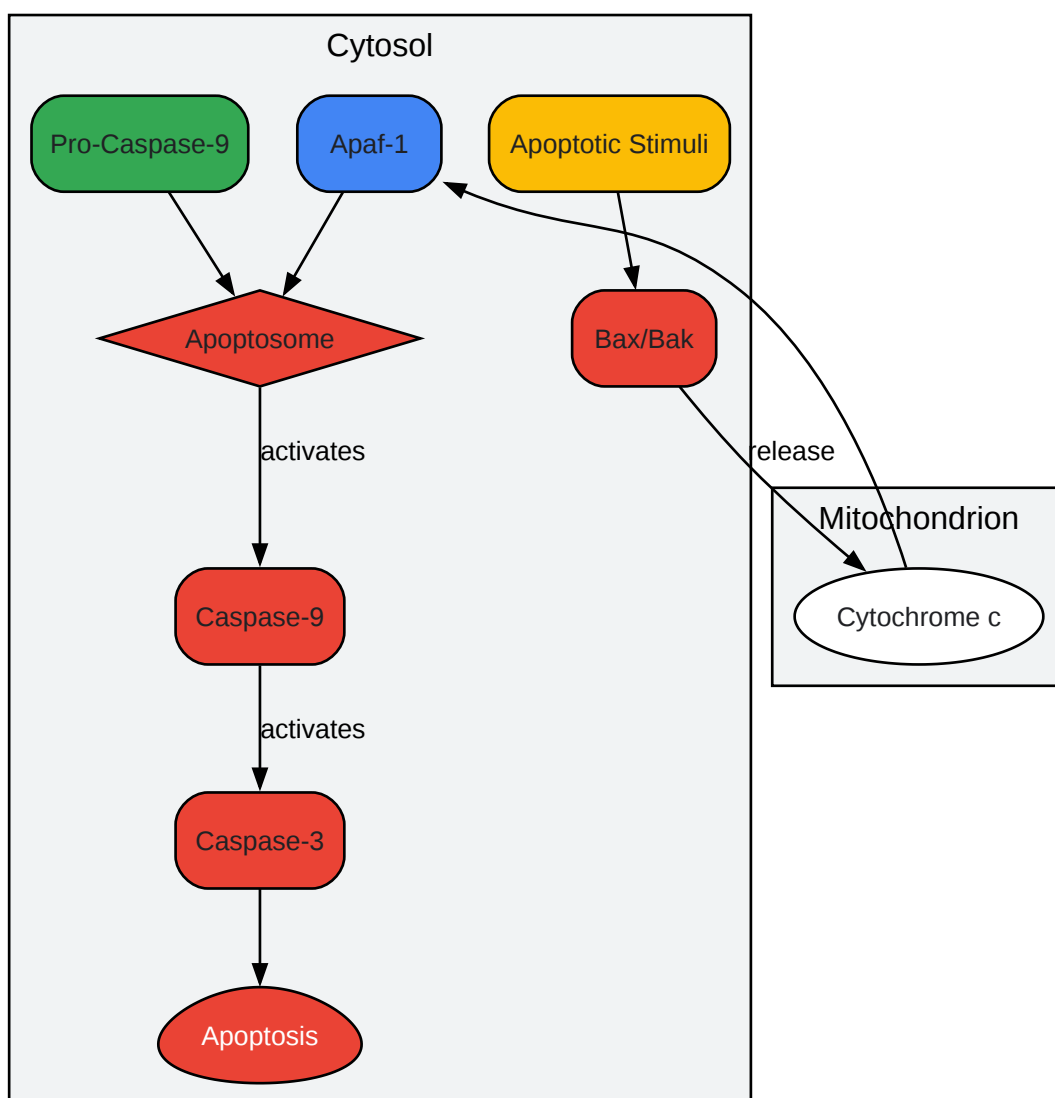 Cytosol
Pro-Caspase-9
Apaf-1
Apoptotic Stimuli
Apoptosome
Bax/Bak
activates
release
Mitochondrion
Caspase-9
Cytochrome c
activates
Caspase-3
Apoptosis